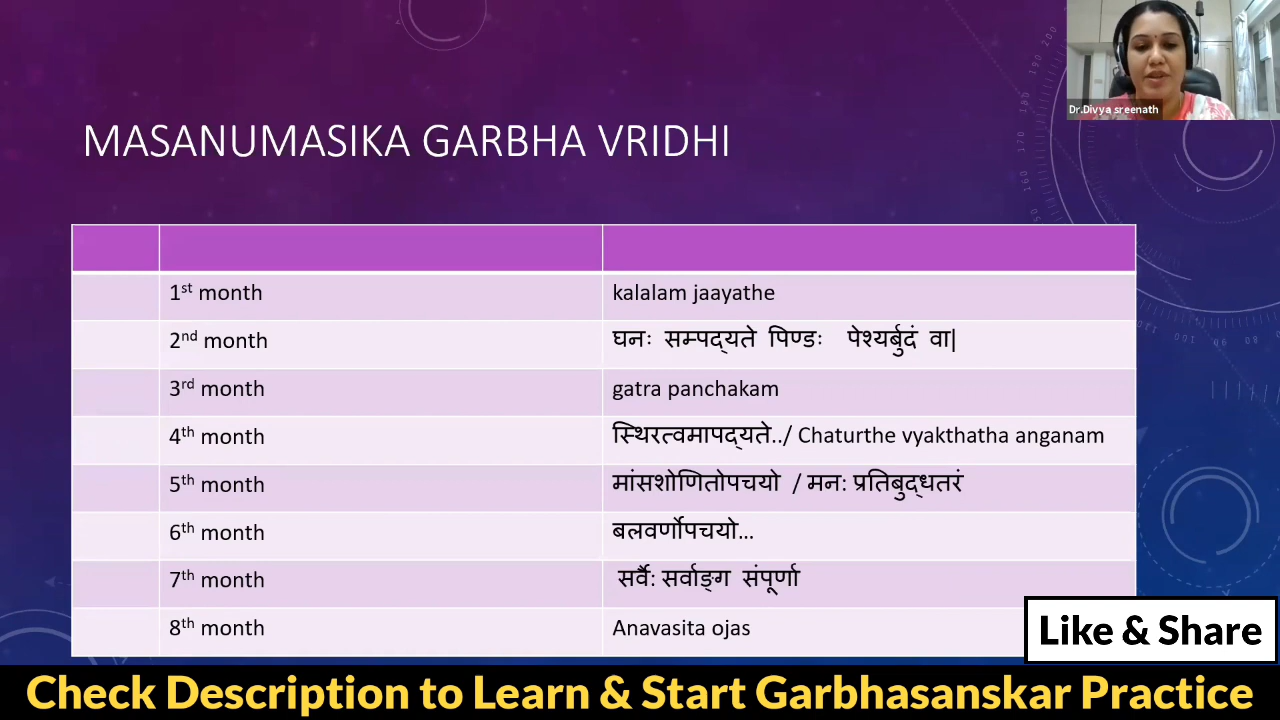 Dr.Divya sreenath
MASANUMASIKA GARBHA VRIDHI
1st month kalalam jaayathe
2nd month घनः सम्पद्यते पिण्डः पेश्यर्बुदं वा|
3rd month gatra panchakam
4th month स्थिरत्वमापद्यते../ Chaturthe vyakthatha anganam
5th month मांसशोणितोपचयो / मन: प्रतिबुद्धतरं
6th month बलवर्णोपचयो...
7th month सर्वै: सर्वाङ्ग संपूर्णा
8th month Anavasita ojas
Like & Share
Check Description to Learn & Start Garbhasanskar Practice